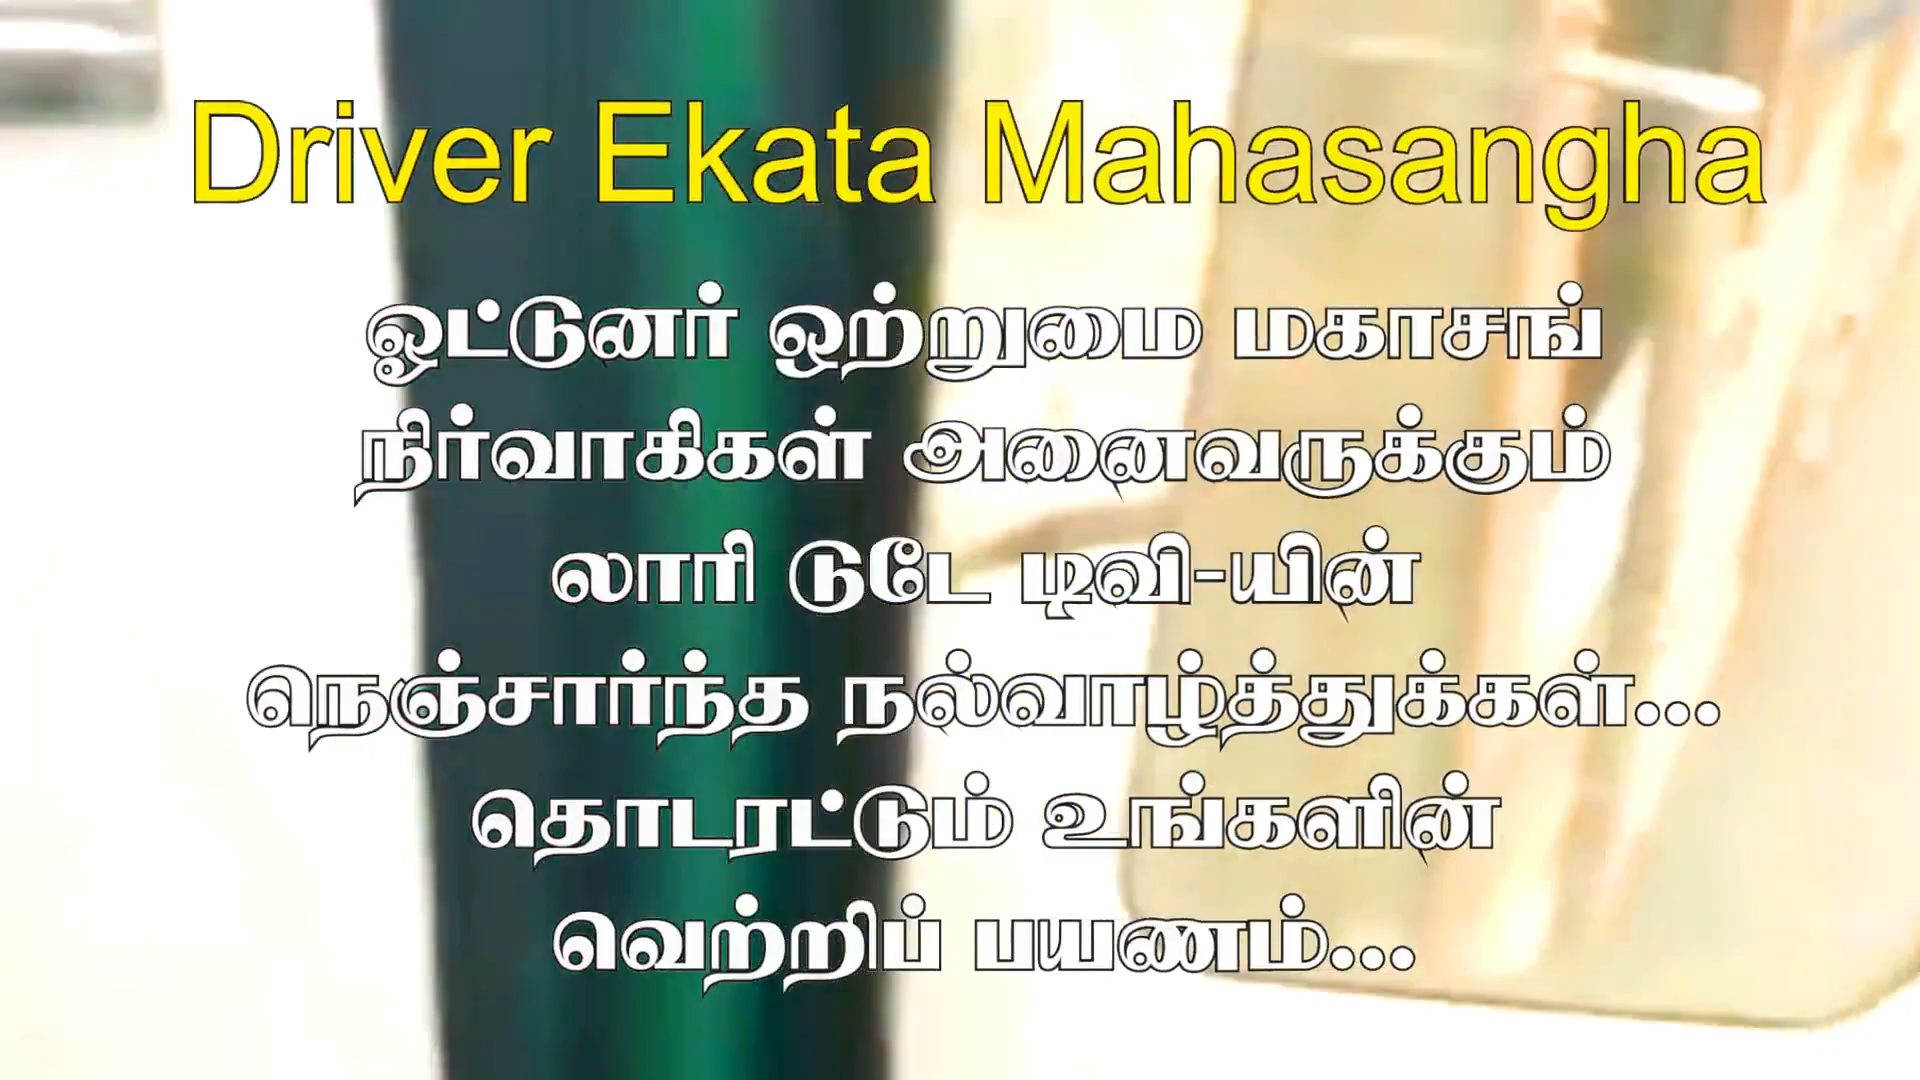 Driver Ekata Mahasangha
ஓட்டுனர் ஒற்றுமை மகாசங்
நிர்வாகிகள் அனைவருக்கும்
லாரி டுடே டிவி-யின்
நெஞ்சார்ந்த நல்வாழ்த்துக்கள்...
தொடரட்டும் உங்களின்
வெற்றிப் பயணம்...